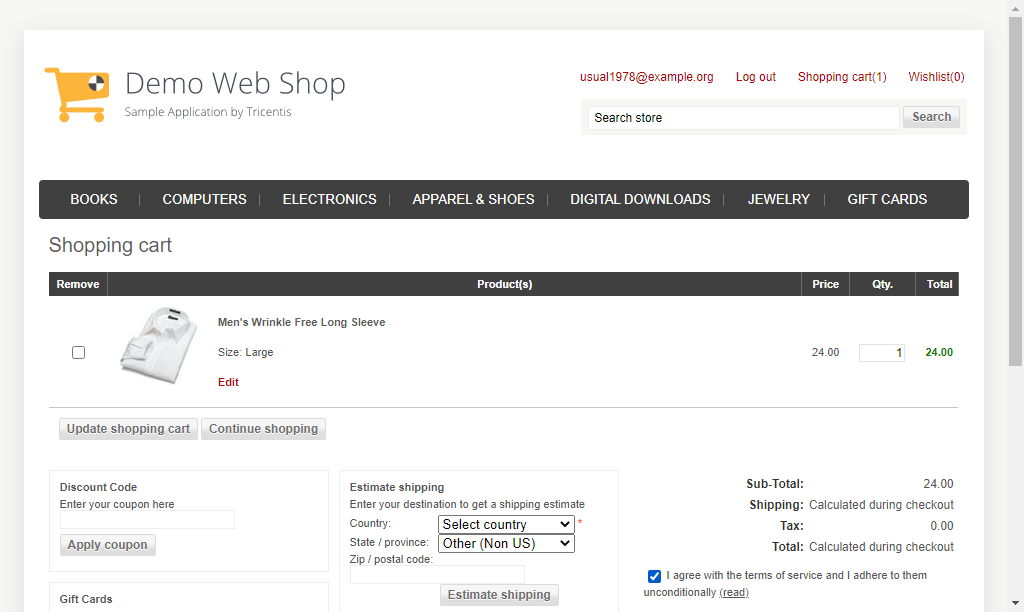 Demo Web Shop
Sample Application by Tricentis
usual1978@example.org Log out Shopping cart(1) Wishlist(0)
Search store Search
BOOKS COMPUTERS ELECTRONICS APPAREL & SHOES DIGITAL DOWNLOADS JEWELRY GIFT CARDS
Shopping cart
Remove Product(s) Price Qty. Total
Men's Wrinkle Free Long Sleeve
Size: Large 24.00 1 24.00
Edit
Update shopping cart Continue shopping
Discount Code
Enter your coupon here
Apply coupon
Gift Cards
Estimate shipping
Enter your destination to get a shipping estimate
Country: Select country *
State / province: Other (Non US)
Zip / postal code:
Estimate shipping
Sub-Total: 24.00
Shipping: Calculated during checkout
Tax: 0.00
Total: Calculated during checkout
I agree with the terms of service and I adhere to them
unconditionally (read)